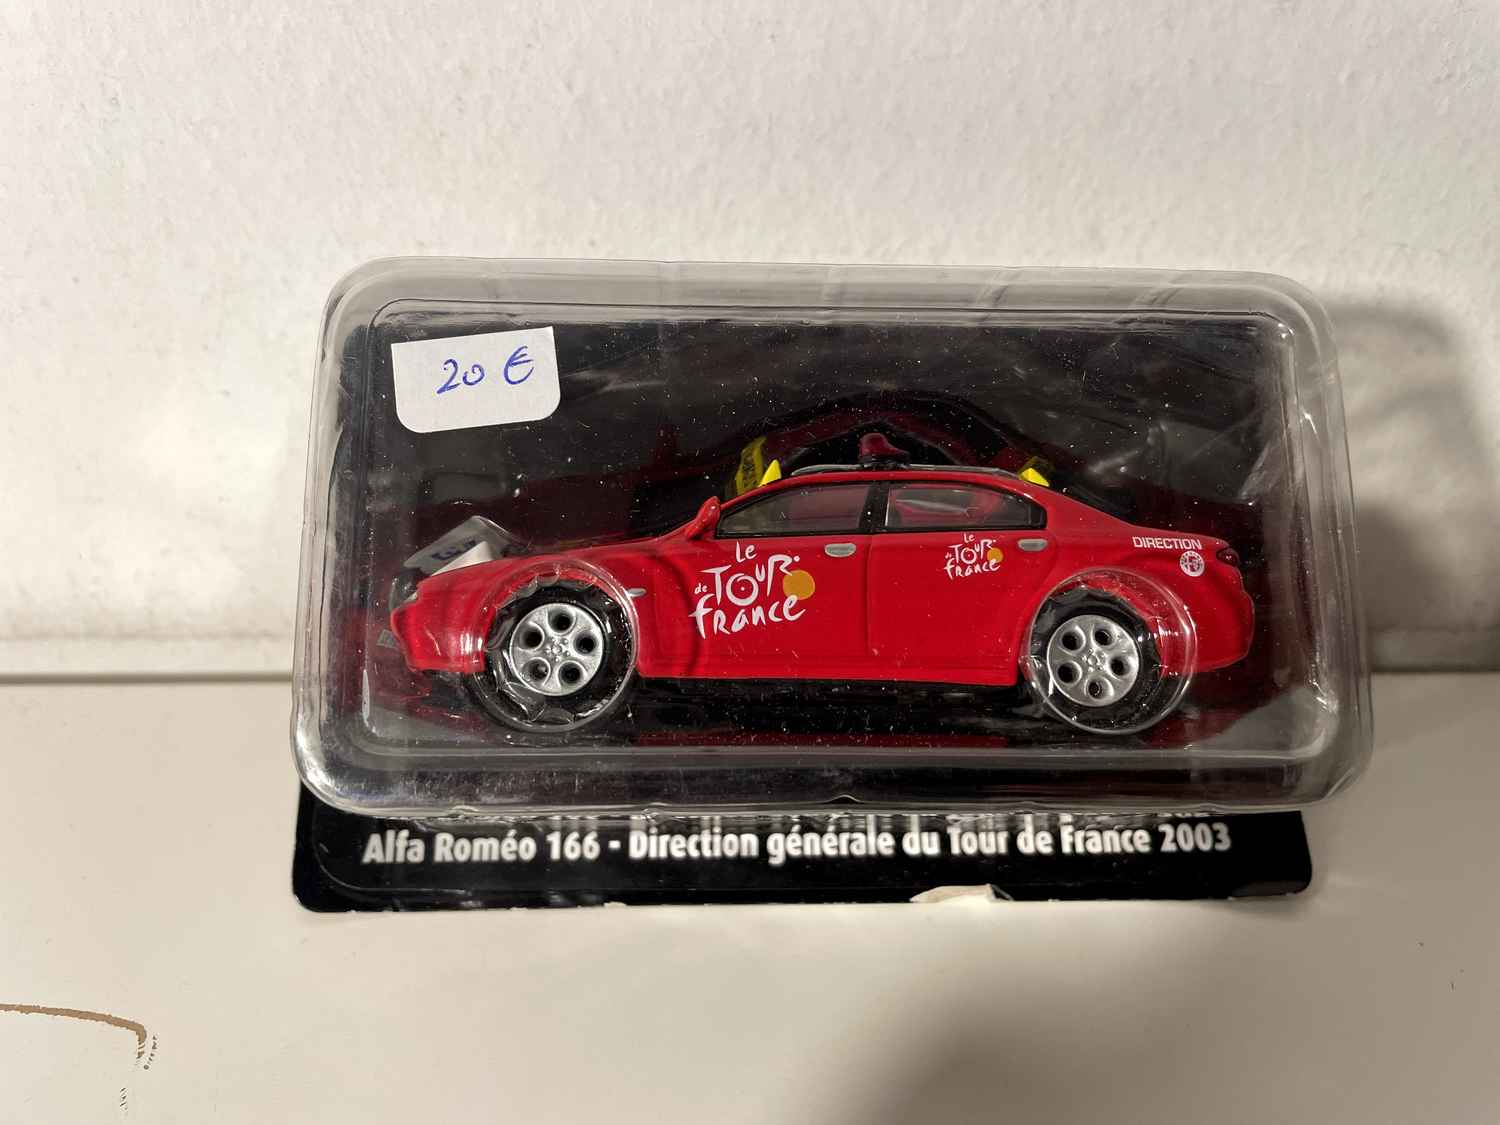 20 €
Le
de TOUR
france
Le
de TOUR
france
DIRECTION
Alfa Roméo 166 - Direction générale du Tour de France 2003